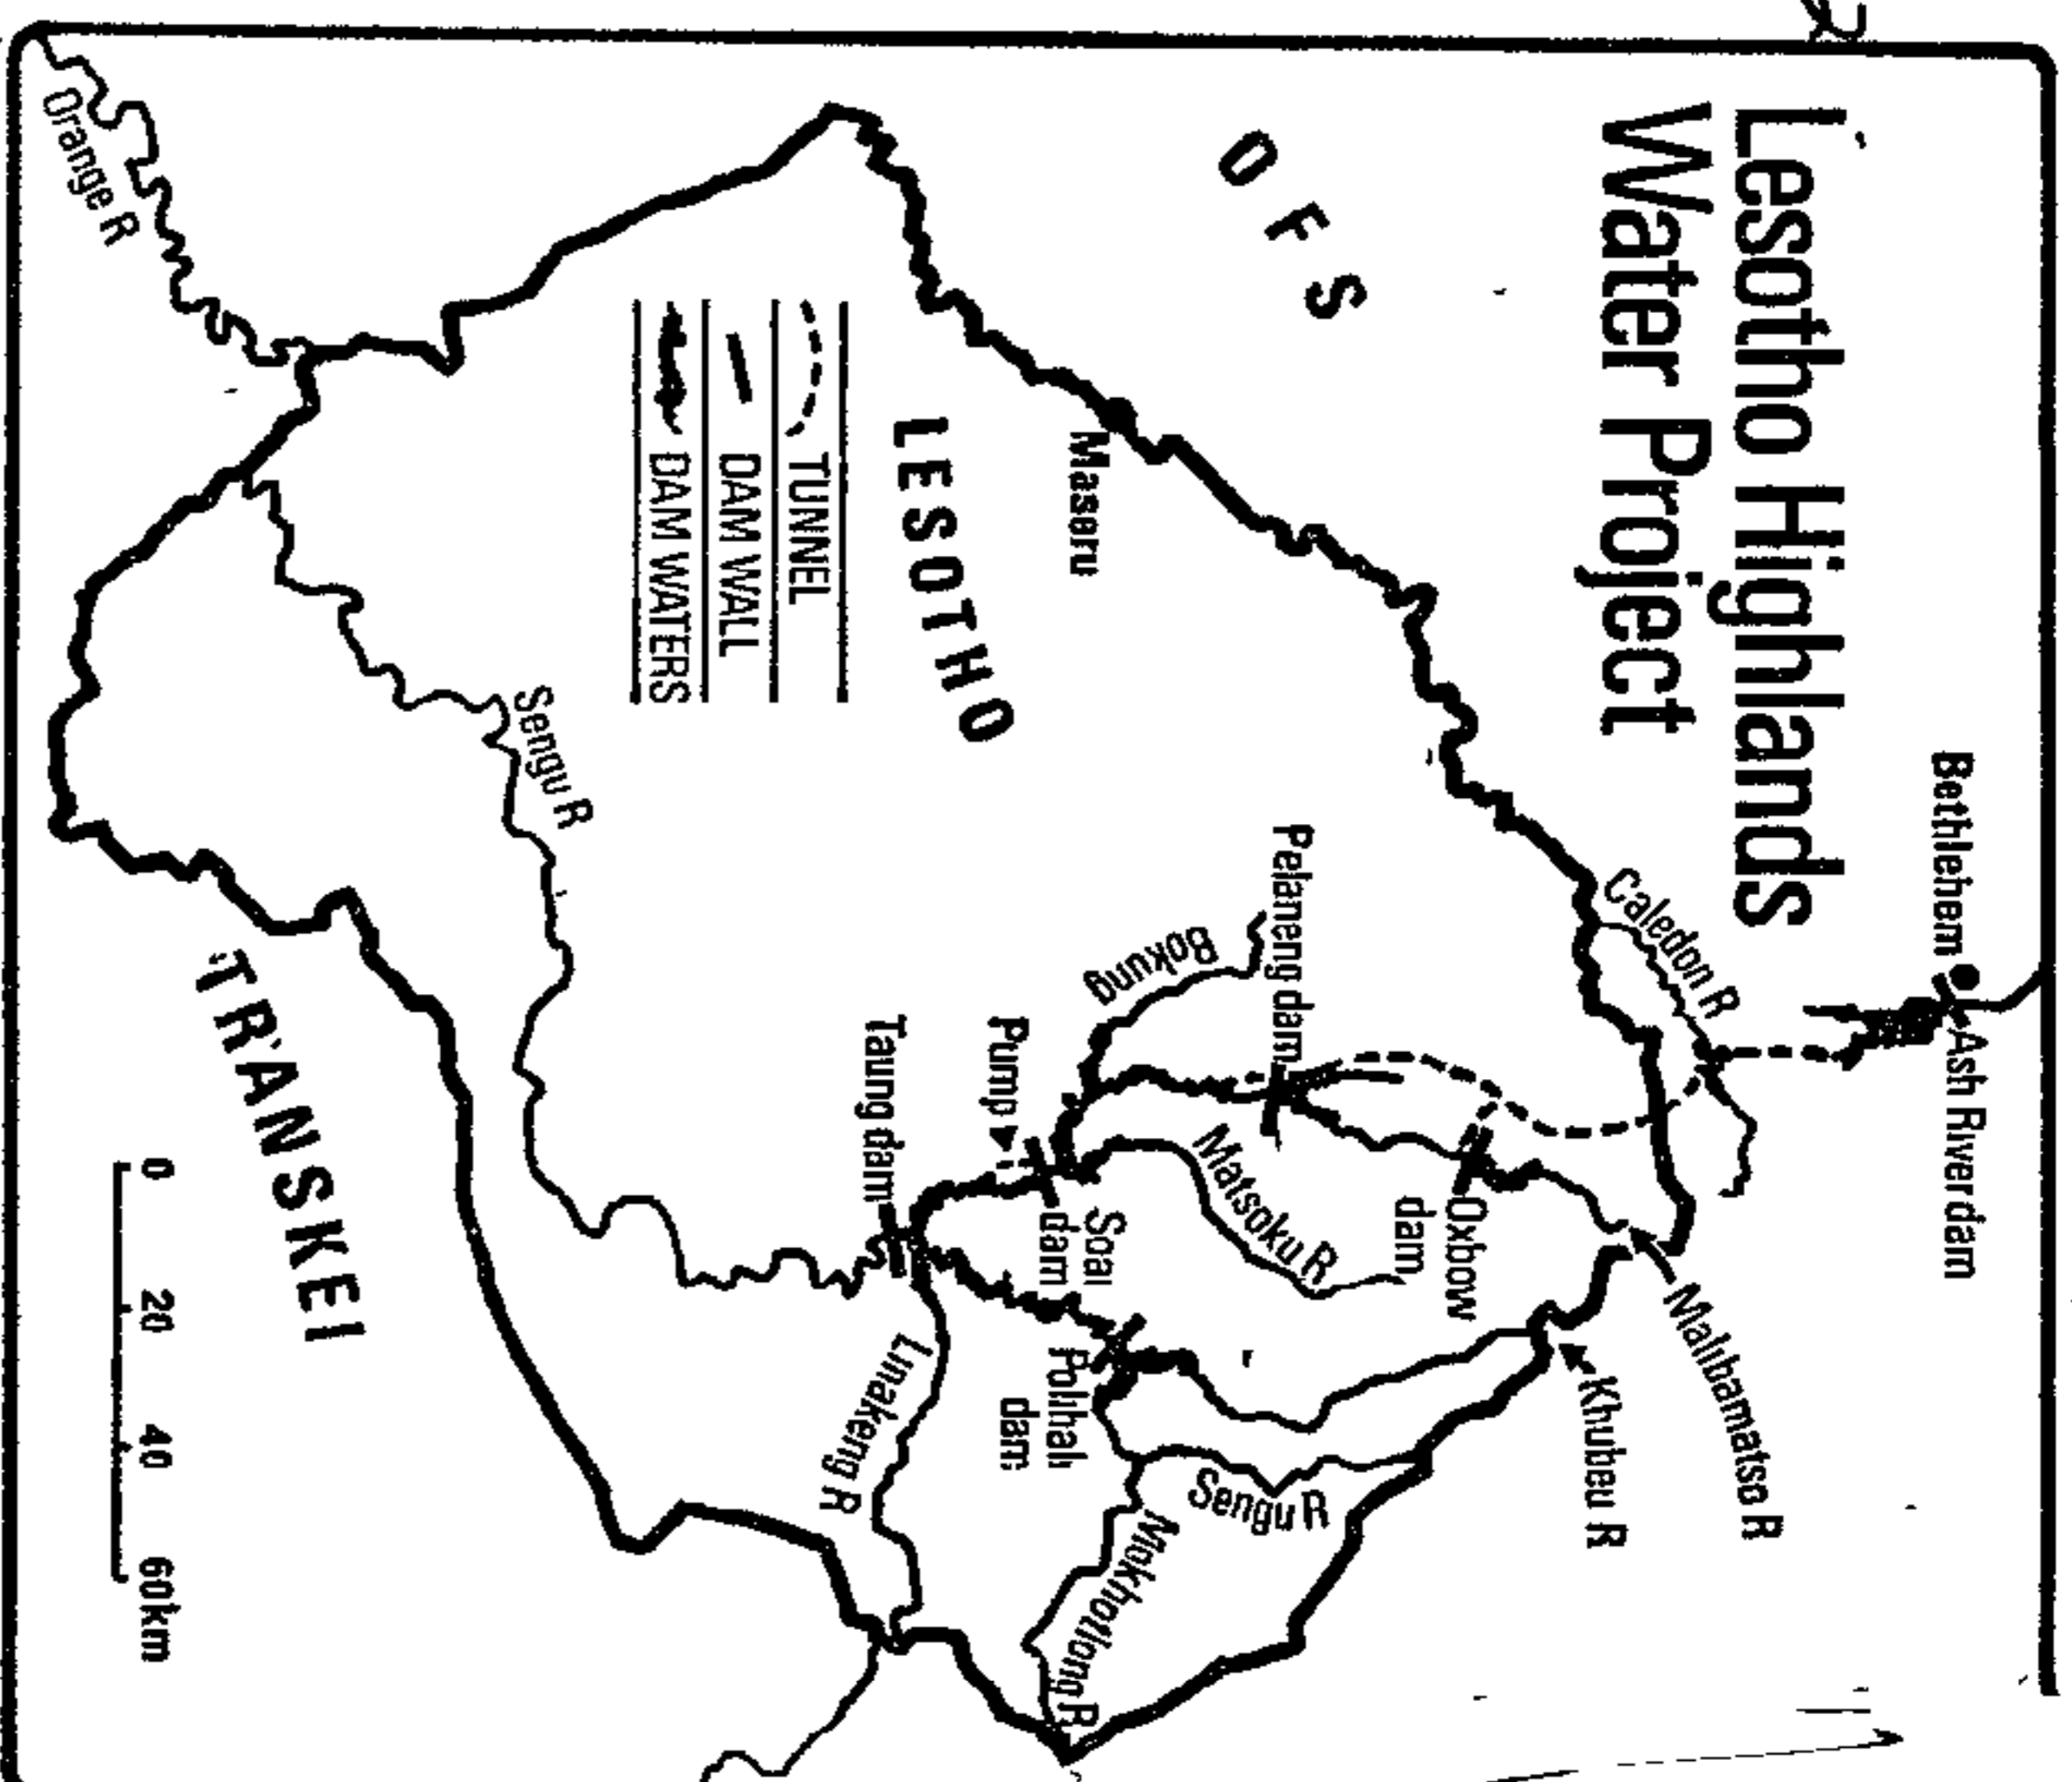 Lesotho Highlands
Water Project
OFS
Bethlehem
Ash River dam
Caledon R
Malibamatso R
Khubeu R
Pelaneng dam
Oxbow
dam
Bokung
Matsoku R
Maseru
LESOTHO
TUNNEL
DAM WALL
DAM WATERS
Pump
Soai
dam
Polihali
dam
Sengu R
Mokhotlong R
Taung dam
Linakeng R
Sengu R
Orange R
TRANSKEI
0 20 40 60km